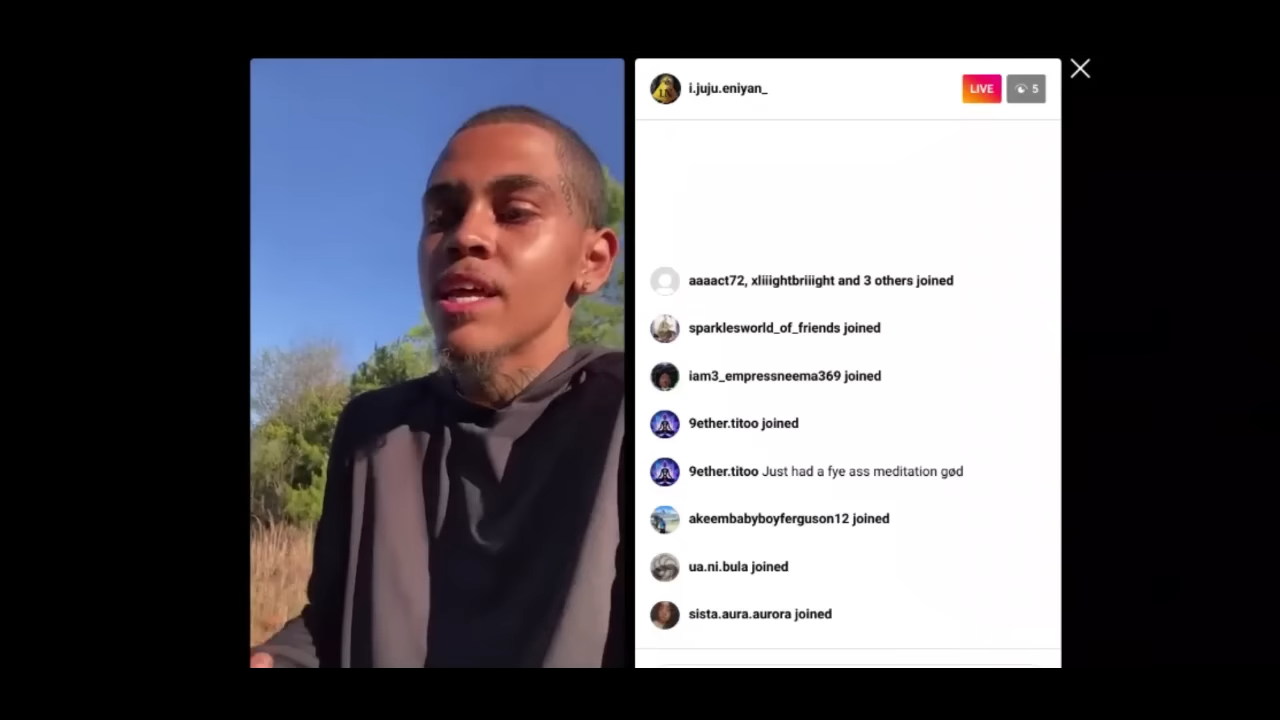 i.juju.eniyan_
LIVE
5
aaaact72, xliiightbriiight and 3 others joined
sparklesworld_of_friends joined
iam3_empressneema369 joined
9ether.titoo joined
9ether.titoo Just had a fye ass meditation gød
akeembabyboyferguson12 joined
ua.ni.bula joined
sista.aura.aurora joined